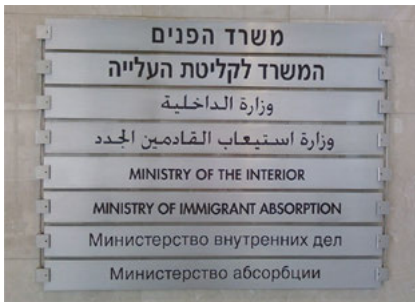 משרד הפנים
המשרד לקליטת העלייה
وزارة الداخلية
وزارة استيعاب القادمين الجدد
MINISTRY OF THE INTERIOR
MINISTRY OF IMMIGRANT ABSORPTION
Министерство внутренних дел
Министерство абсорбции